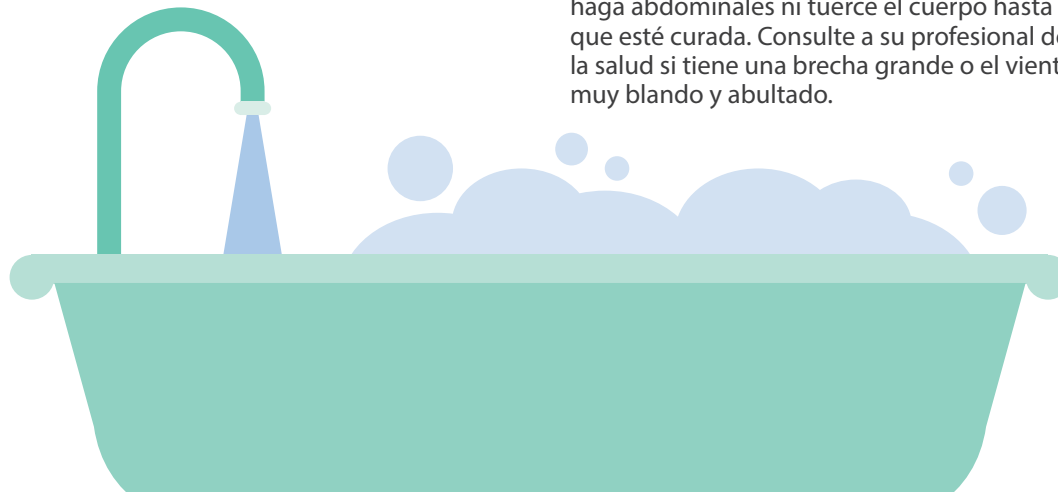 haga abdominales ni tuerce el cuerpo hasta
que esté curada. Consulte a su profesional de
la salud si tiene una brecha grande o el
muy blando y abultado.